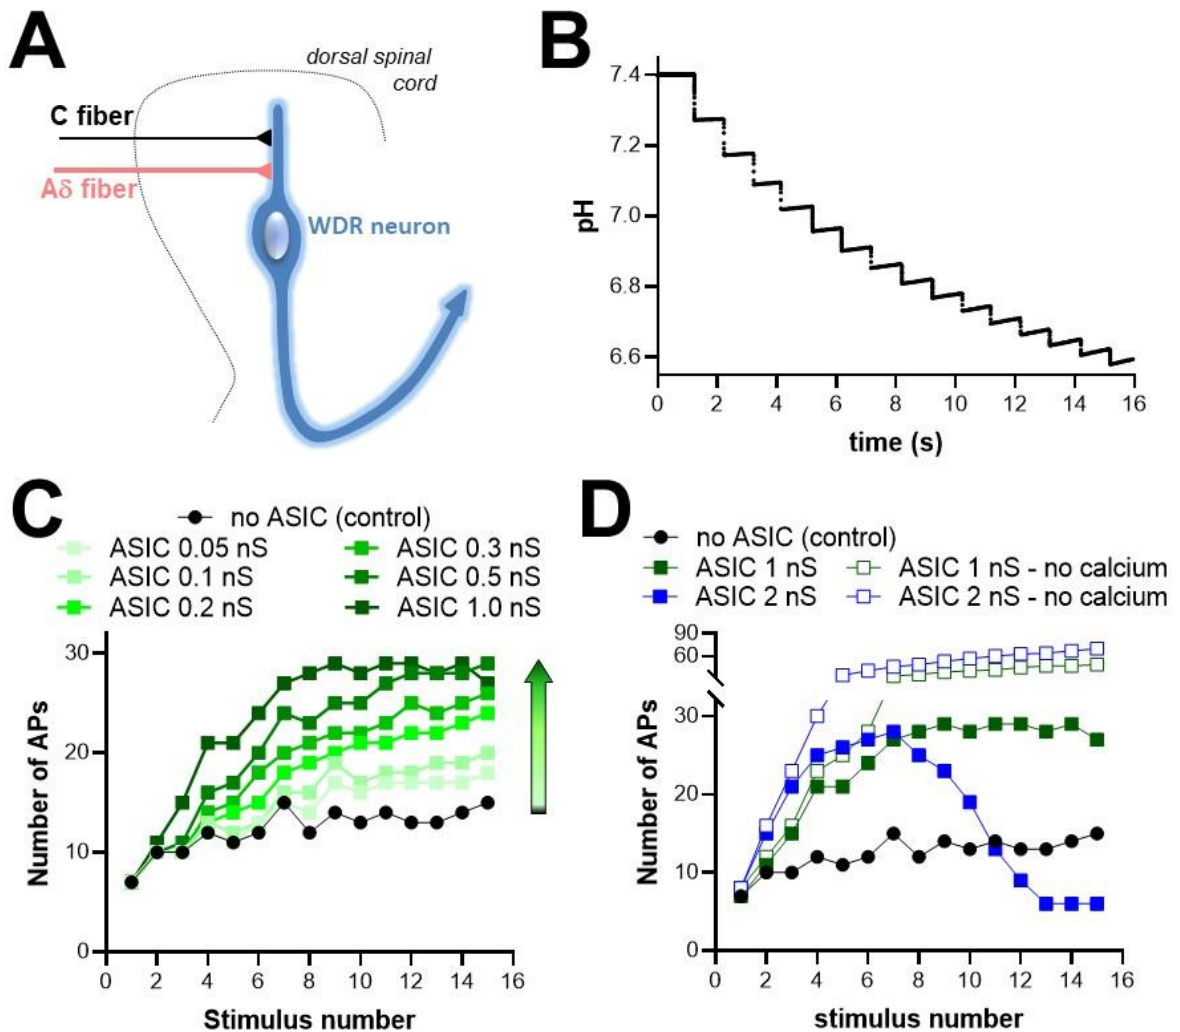 A
dorsal spinal
cord
C fiber
Aδ fiber
WDR neuron
B
7.4
7.2
7.0
6.8
6.6
pH
0 2 4 6 8 10 12 14 16
time (s)
C
no ASIC (control)
ASIC 0.05 nS ASIC 0.3 nS
ASIC 0.1 nS ASIC 0.5 nS
ASIC 0.2 nS ASIC 1.0 nS
30
20
10
0
Number of APs
0 2 4 6 8 10 12 14 16
Stimulus number
D
no ASIC (control)
ASIC 1 nS ASIC 1 nS - no calcium
ASIC 2 nS ASIC 2 nS - no calcium
90
60
30
20
10
0
Number of APs
0 2 4 6 8 10 12 14 16
stimulus number